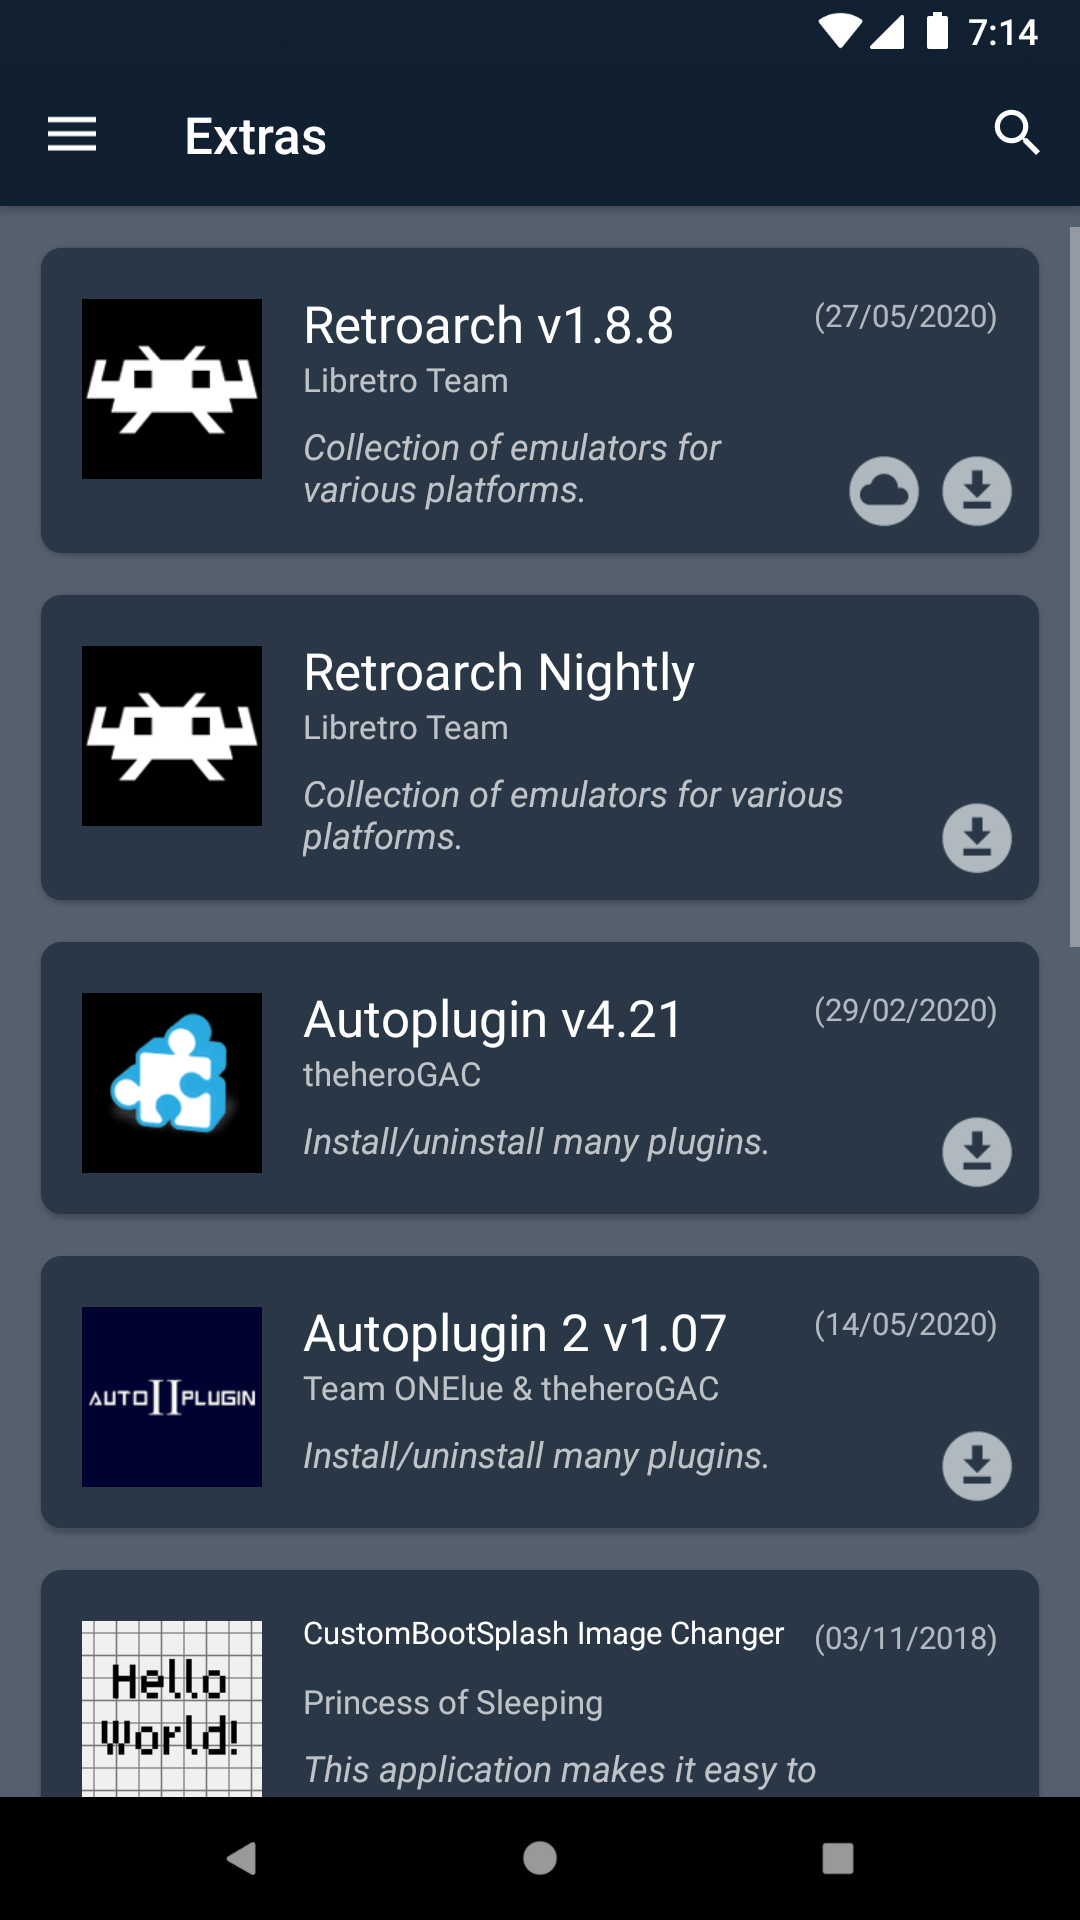 7:14
Extras
Retroarch v1.8.8
(27/05/2020)
Libretro Team
Collection of emulators for
various platforms.
Retroarch Nightly
Libretro Team
Collection of emulators for various
platforms.
Autoplugin v4.21
(29/02/2020)
theheroGAC
Install/uninstall many plugins.
AUTO II PLUGIN
Autoplugin 2 v1.07
(14/05/2020)
Team ONElue & theheroGAC
Install/uninstall many plugins.
Hello
World!
CustomBootSplash Image Changer
(03/11/2018)
Princess of Sleeping
This application makes it easy to